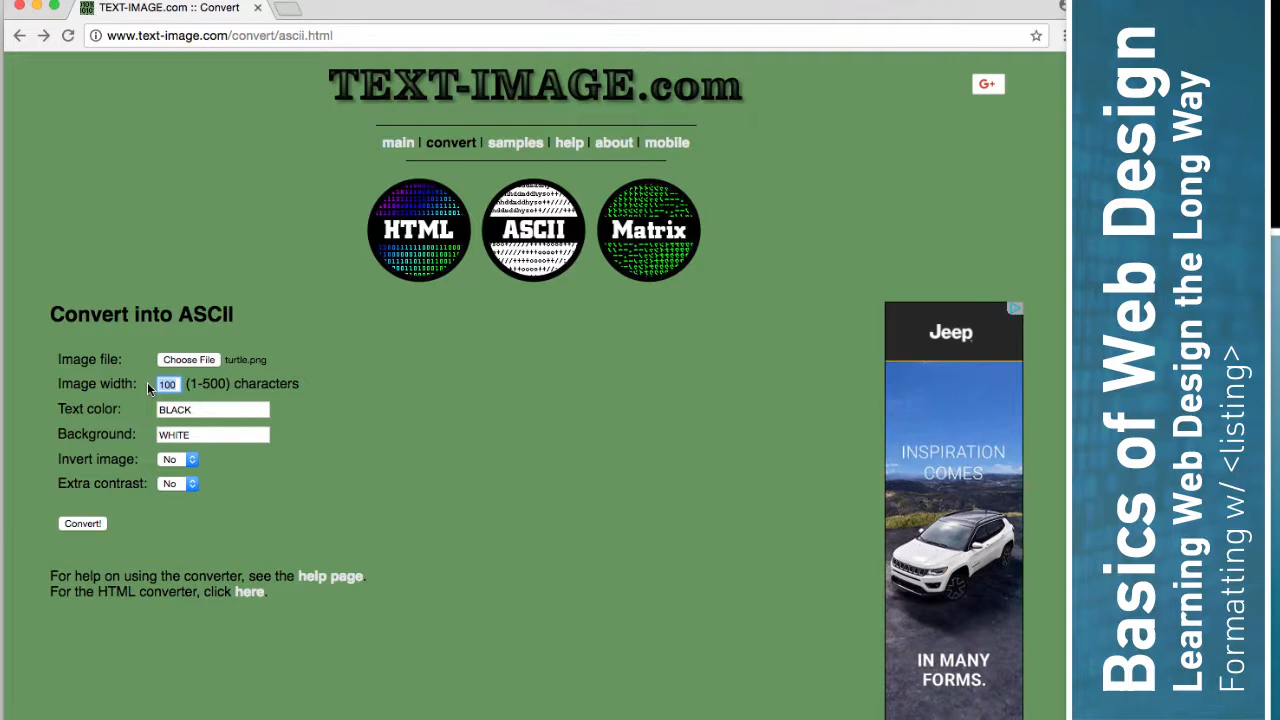 TEXT-IMAGE.com :: Convert
www.text-image.com/convert/ascii.html
TEXT-IMAGE.com
G+
main | convert | samples | help | about | mobile
HTML
ASCII
Matrix
Convert into ASCII
Image file: Choose File turtle.png
Image width: 100 (1-500) characters
Text color: BLACK
Background: WHITE
Invert image: No
Extra contrast: No
Convert!
For help on using the converter, see the help page.
For the HTML converter, click here.
Jeep
INSPIRATION
COMES
IN MANY
FORMS.
Basics of Web Design
Learning Web Design the Long Way
Formatting w/ <listing>